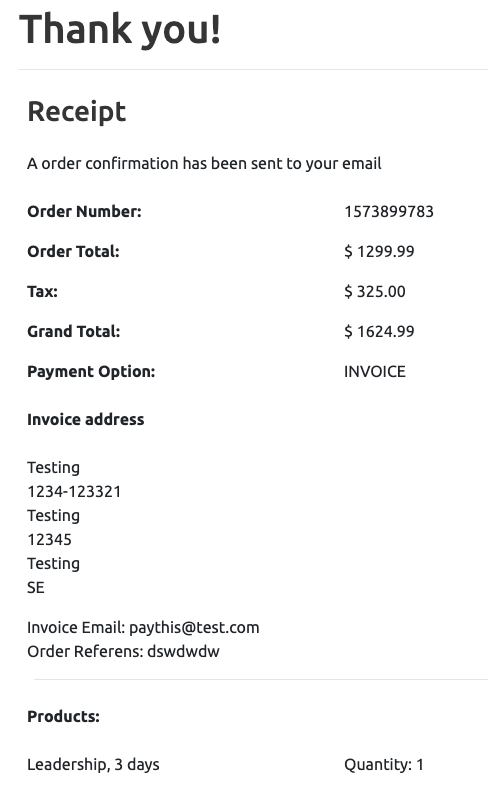 Thank you!
Receipt
A order confirmation has been sent to your email
Order Number: 1573899783
Order Total: $ 1299.99
Tax: $ 325.00
Grand Total: $ 1624.99
Payment Option: INVOICE
Invoice address
Testing
1234-123321
Testing
12345
Testing
SE
Invoice Email: paythis@test.com
Order Referens: dswdwdw
Products:
Leadership, 3 days Quantity: 1